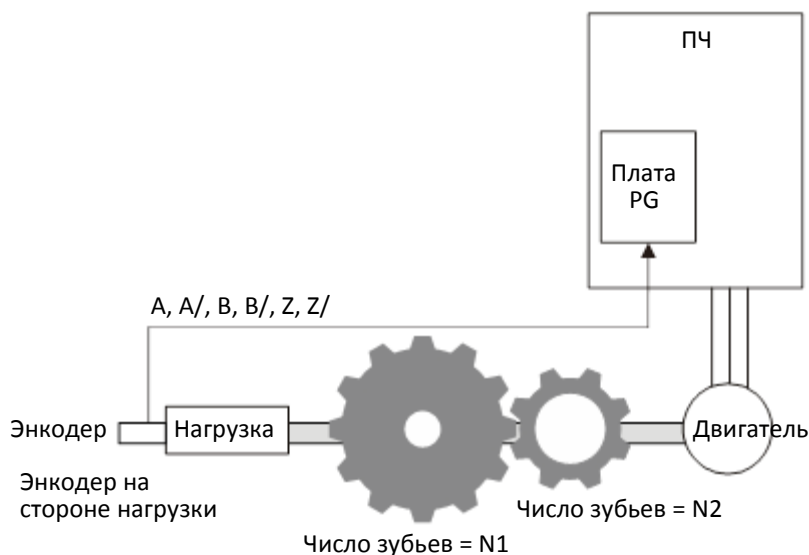 ПЧ
Плата
PG
A, A/, B, B/, Z, Z/
Энкодер
Нагрузка
Двигатель
Энкодер на
стороне нагрузки
Число зубьев = N2
Число зубьев = N1